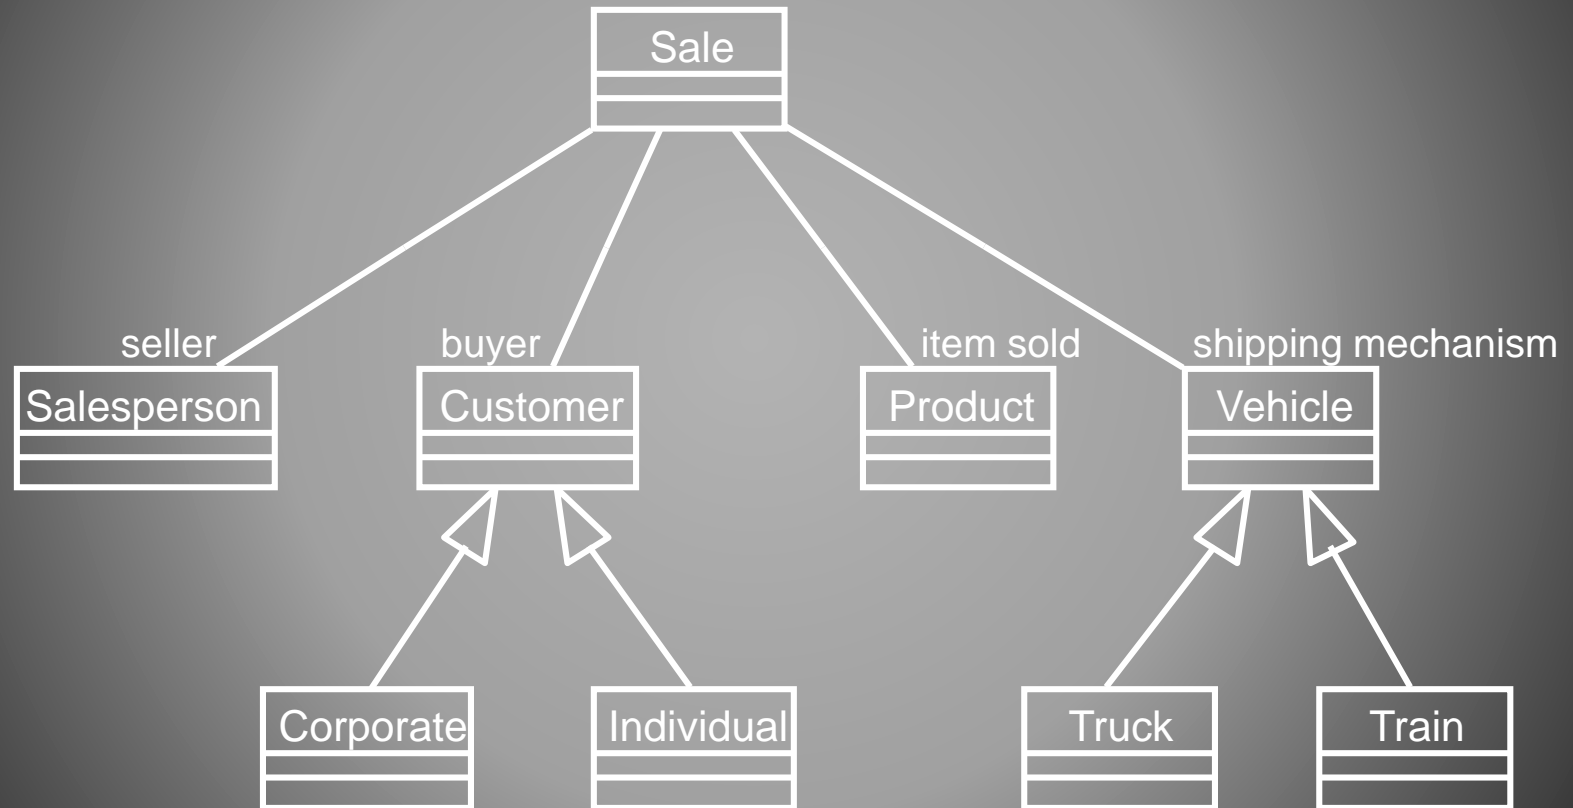 Sale
seller
buyer
item sold
shipping mechanism
Salesperson
Customer
Product
Vehicle
Corporate
Individual
Truck
Train